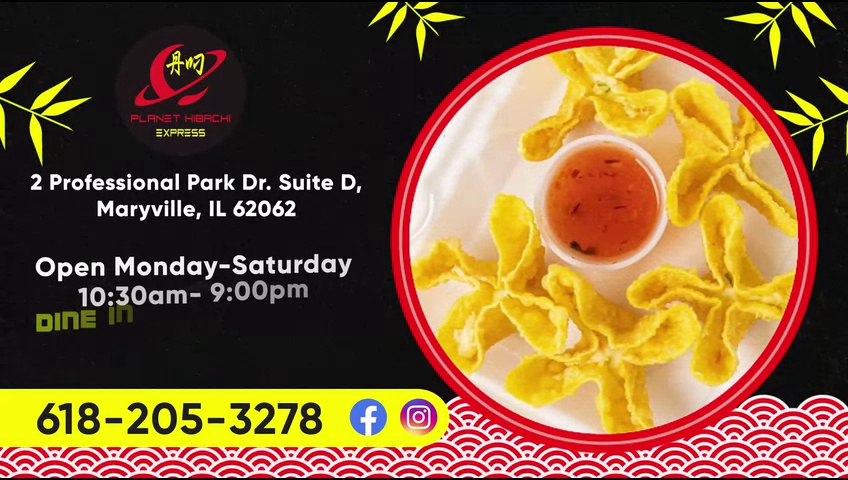 丹叼
PLANET HIBACHI
EXPRESS
2 Professional Park Dr. Suite D,
Maryville, IL 62062
Open Monday-Saturday
10:30am- 9:00pm
DINE IN
618-205-3278